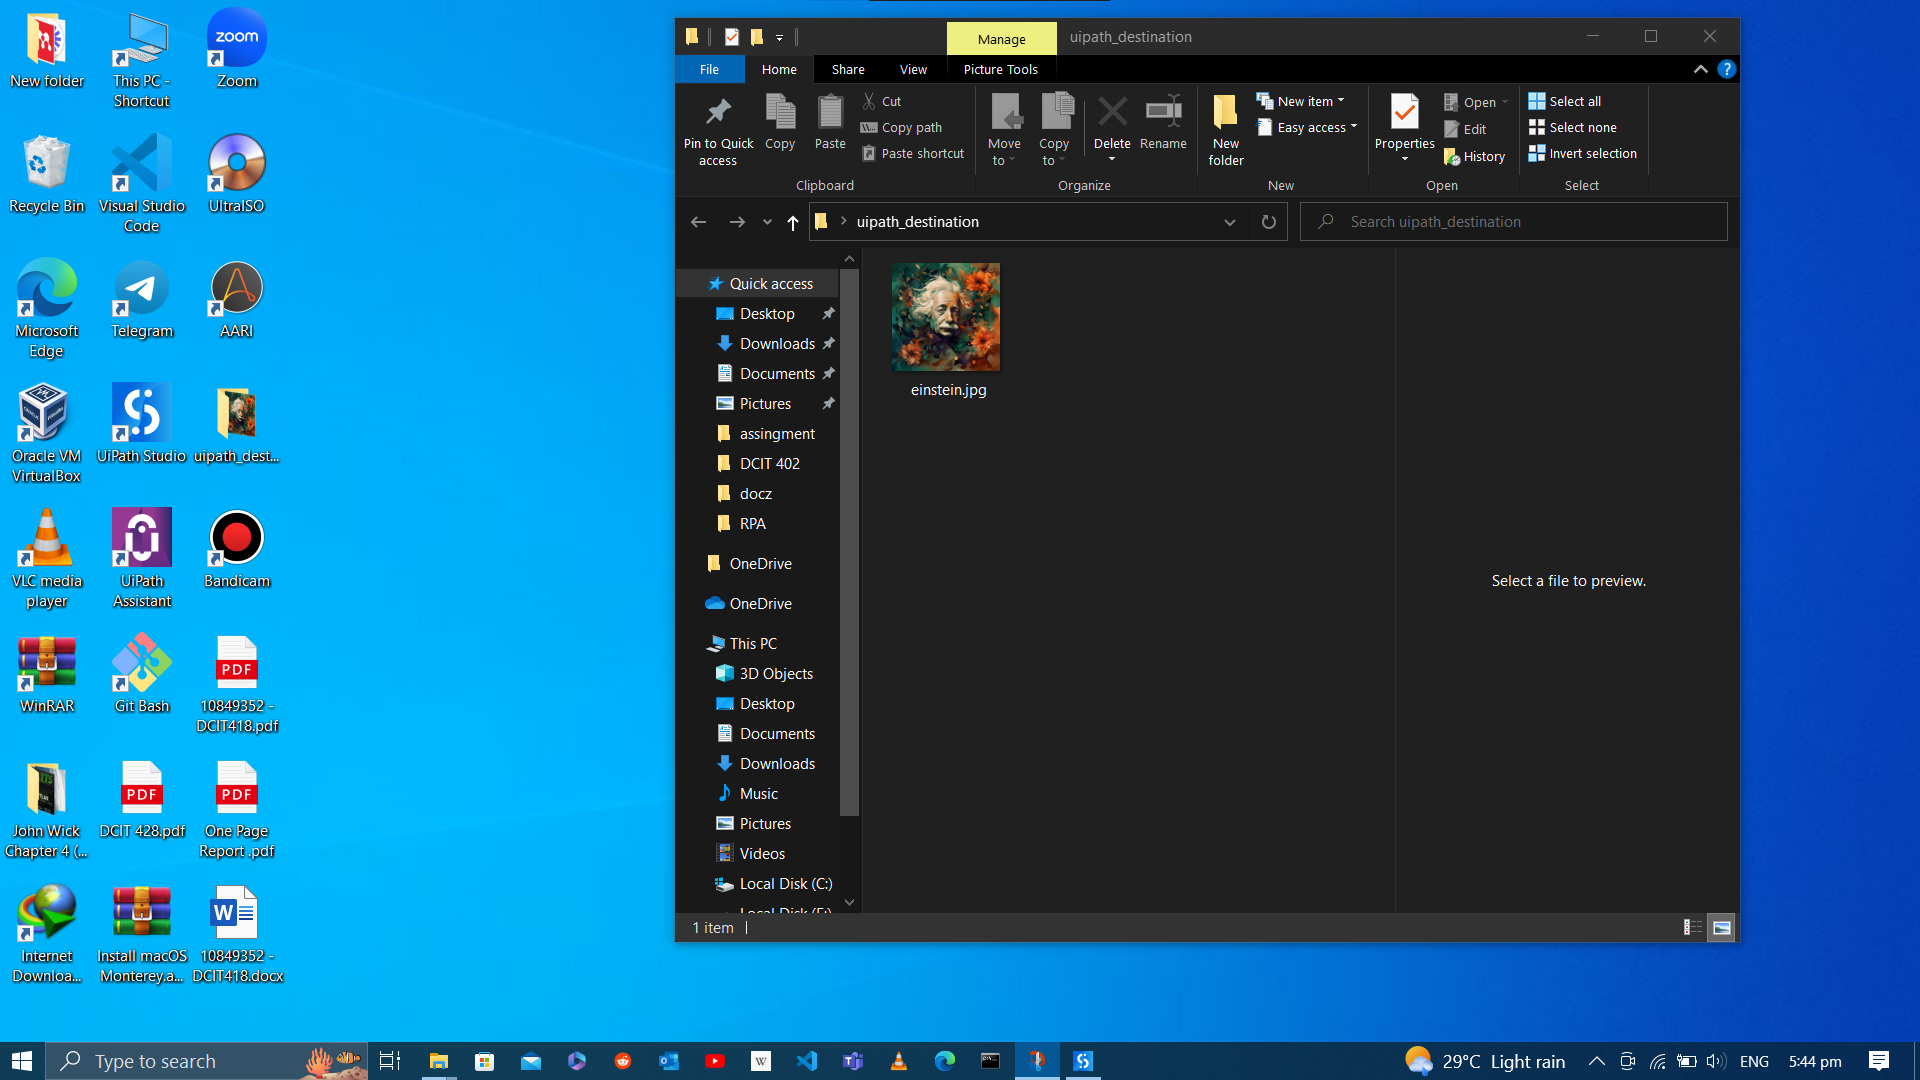 New folder
This PC -
Shortcut
zoom
Zoom
Recycle Bin
Visual Studio
Code
UltraISO
Microsoft
Edge
Telegram
AARI
Oracle VM
VirtualBox
UiPath Studio
uipath_dest...
VLC media
player
UiPath
Assistant
Bandicam
WinRAR
Git Bash
PDF
10849352 -
DCIT418.pdf
John Wick
Chapter 4 (...
PDF
DCIT 428.pdf
PDF
One Page
Report .pdf
Internet
Downloa...
Install macOS
Monterey.a...
10849352 -
DCIT418.docx
Manage
uipath_destination
File
Home
Share
View
Picture Tools
Pin to Quick
access
Copy
Paste
Cut
Copy path
Paste shortcut
Clipboard
Move
to
Copy
to
Delete
Rename
Organize
New
folder
New item
Easy access
New
Properties
Open
Edit
History
Open
Select all
Select none
Invert selection
Select
uipath_destination
Search uipath_destination
Quick access
Desktop
Downloads
Documents
Pictures
assingment
DCIT 402
docz
RPA
OneDrive
OneDrive
This PC
3D Objects
Desktop
Documents
Downloads
Music
Pictures
Videos
Local Disk (C:)
einstein.jpg
Select a file to preview.
1 item
Type to search
W
29°C Light rain
ENG
5:44 pm